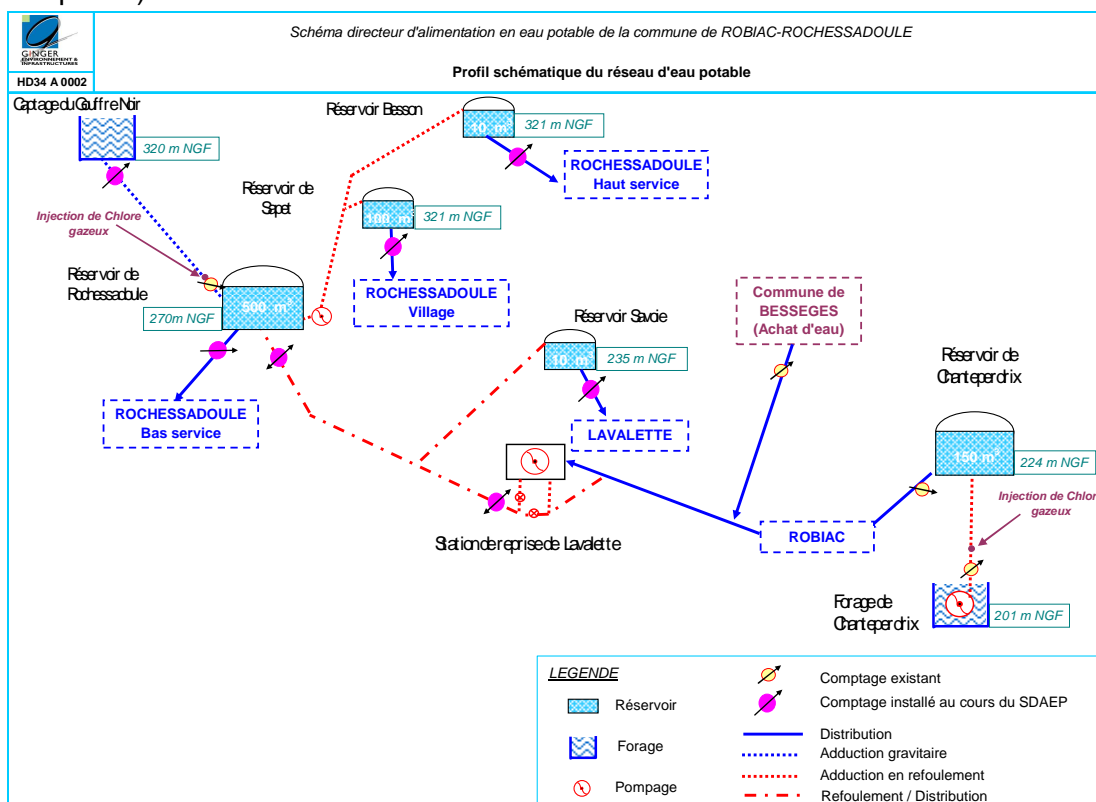 Schéma directeur d'alimentation en eau potable de la commune de ROBIAC-ROCHESSADOULE
GINGER
ENVIRONNEMENT &
INFRASTRUCTURES
HD34 A 0002
Profil schématique du réseau d'eau potable
Captage du Gouffre Noir
320 m NGF
Réservoir Besson
10 m³
321 m NGF
ROCHESSADOULE
Haut service
Réservoir de
Sapet
100 m³
321 m NGF
ROCHESSADOULE
Village
Injection de Chlore
gazeux
Réservoir de
Rochessadoule
500 m³
270m NGF
ROCHESSADOULE
Bas service
Réservoir Savoie
10 m³
235 m NGF
LAVALETTE
Commune de
BESSEGES
(Achat d'eau)
Réservoir de
Chanteperdrix
150 m³
224 m NGF
Injection de Chlor
gazeux
ROBIAC
Station de reprise de Lavalette
Forage de
Chanteperdrix
201 m NGF
LEGENDE
Réservoir
Forage
Pompage
Comptage existant
Comptage installé au cours du SDAEP
Distribution
Adduction gravitaire
Adduction en refoulement
Refoulement / Distribution